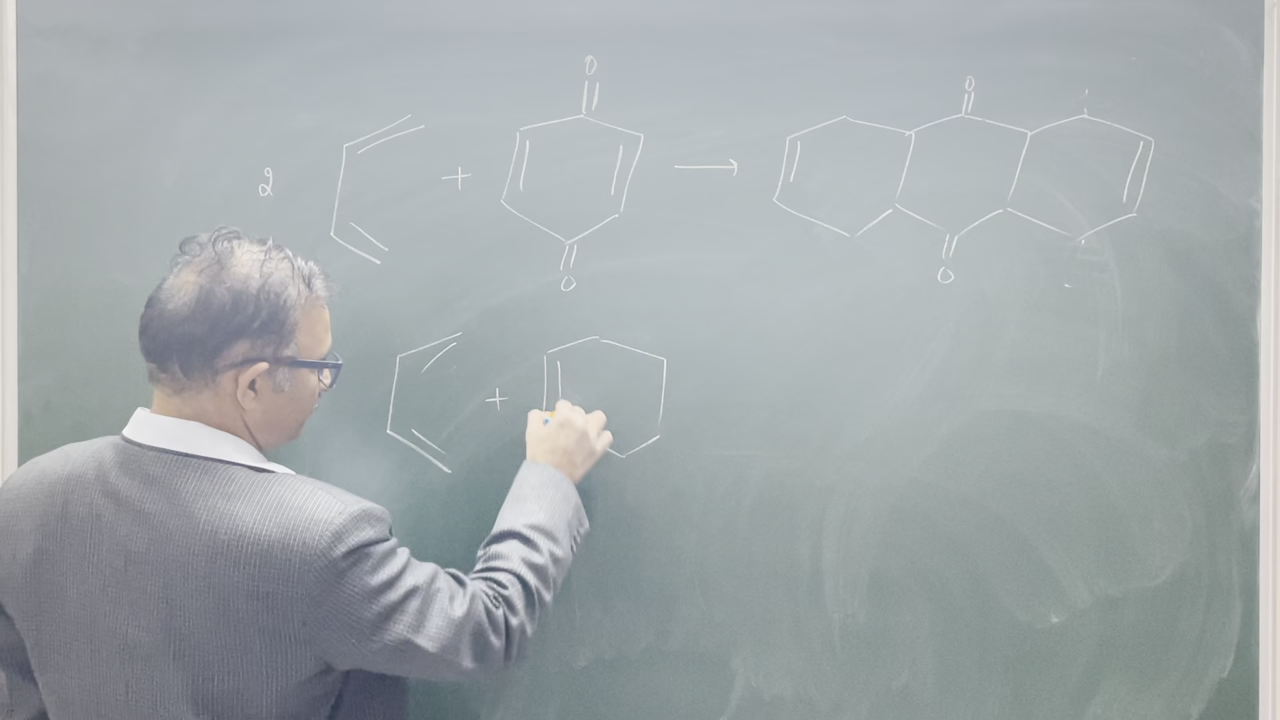 O O
2 + →
O O
+